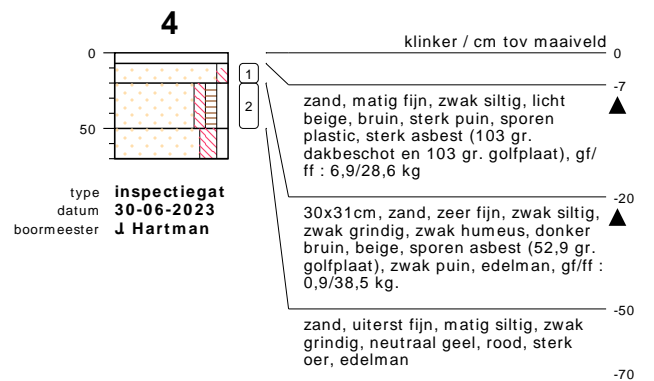 4
klinker / cm tov maaiveld
0
0
1
-7
zand, matig fijn, zwak siltig, licht
beige, bruin, sterk puin, sporen
plastic, sterk asbest (103 gr.
dakbeschot en 103 gr. golfplaat), gf/
ff : 6,9/28,6 kg
2
50
-20
30x31cm, zand, zeer fijn, zwak siltig,
zwak grindig, zwak humeus, donker
bruin, beige, sporen asbest (52,9 gr.
golfplaat), zwak puin, edelman, gf/ff :
0,9/38,5 kg.
type inspectiegat
datum 30-06-2023
boormeester J Hartman
-50
zand, uiterst fijn, matig siltig, zwak
grindig, neutraal geel, rood, sterk
oer, edelman
-70